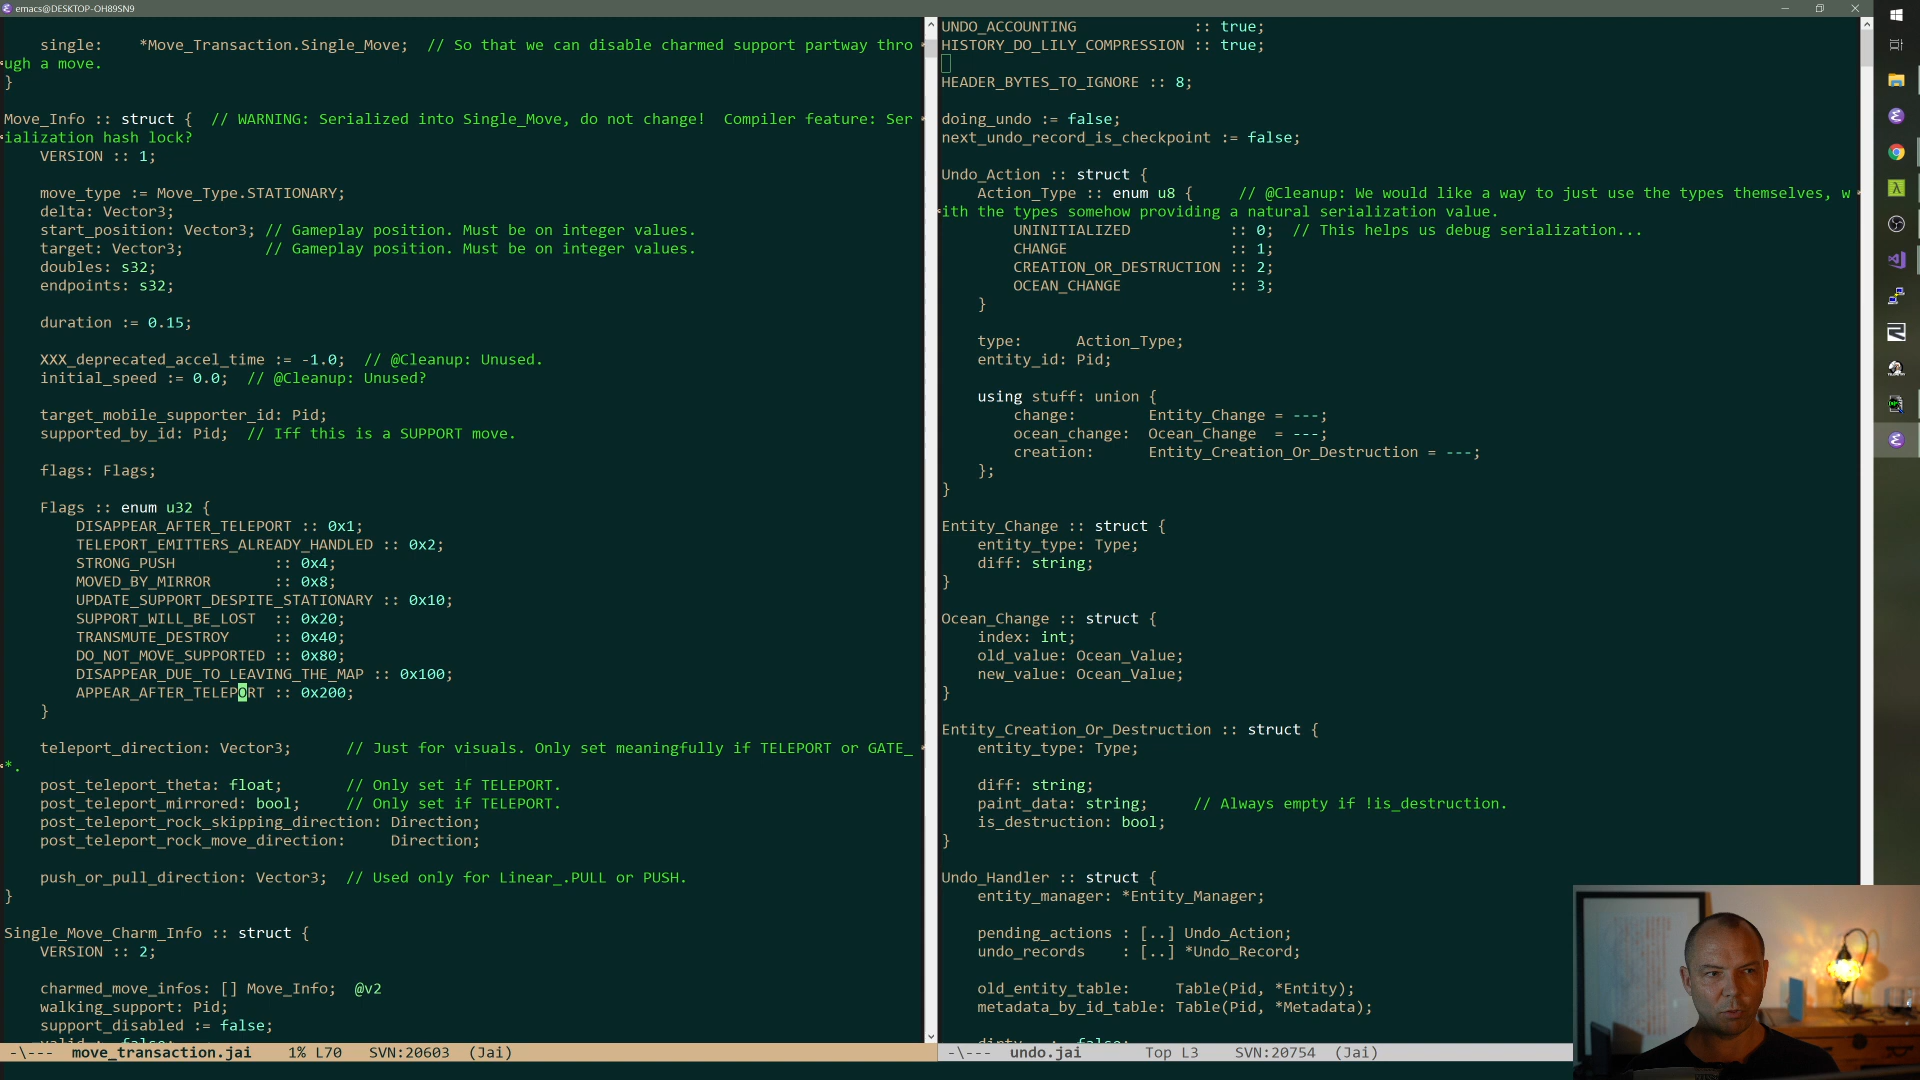 emacs@DESKTOP-OH89SN9
single:    *Move_Transaction.Single_Move;  // So that we can disable charmed support partway thro
ugh a move.
}
Move_Info :: struct {  // WARNING: Serialized into Single_Move, do not change!  Compiler feature: Ser
ialization hash lock?
VERSION :: 1;
move_type := Move_Type.STATIONARY;
delta: Vector3;
start_position: Vector3; // Gameplay position. Must be on integer values.
target: Vector3;         // Gameplay position. Must be on integer values.
doubles: s32;
endpoints: s32;
duration := 0.15;
XXX_deprecated_accel_time := -1.0;  // @Cleanup: Unused.
initial_speed := 0.0;  // @Cleanup: Unused?
target_mobile_supporter_id: Pid;
supported_by_id: Pid;  // Iff this is a SUPPORT move.
flags: Flags;
Flags :: enum u32 {
DISAPPEAR_AFTER_TELEPORT :: 0x1;
TELEPORT_EMITTERS_ALREADY_HANDLED :: 0x2;
STRONG_PUSH           :: 0x4;
MOVED_BY_MIRROR       :: 0x8;
UPDATE_SUPPORT_DESPITE_STATIONARY :: 0x10;
SUPPORT_WILL_BE_LOST  :: 0x20;
TRANSMUTE_DESTROY     :: 0x40;
DO_NOT_MOVE_SUPPORTED :: 0x80;
DISAPPEAR_DUE_TO_LEAVING_THE_MAP :: 0x100;
APPEAR_AFTER_TELEPORT :: 0x200;
}
teleport_direction: Vector3;      // Just for visuals. Only set meaningfully if TELEPORT or GATE_
*.
post_teleport_theta: float;       // Only set if TELEPORT.
post_teleport_mirrored: bool;     // Only set if TELEPORT.
post_teleport_rock_skipping_direction: Direction;
post_teleport_rock_move_direction:     Direction;
push_or_pull_direction: Vector3;  // Used only for Linear_.PULL or PUSH.
}
Single_Move_Charm_Info :: struct {
VERSION :: 2;
charmed_move_infos: [] Move_Info;  @v2
walking_support: Pid;
support_disabled := false;
valid := false;
-\---  move_transaction.jai    1% L70   SVN:20603  (Jai)
UNDO_ACCOUNTING             :: true;
HISTORY_DO_LILY_COMPRESSION :: true;
HEADER_BYTES_TO_IGNORE :: 8;
doing_undo := false;
next_undo_record_is_checkpoint := false;
Undo_Action :: struct {
Action_Type :: enum u8 {     // @Cleanup: We would like a way to just use the types themselves, w
ith the types somehow providing a natural serialization value.
UNINITIALIZED           :: 0;  // This helps us debug serialization...
CHANGE                  :: 1;
CREATION_OR_DESTRUCTION :: 2;
OCEAN_CHANGE            :: 3;
}
type:      Action_Type;
entity_id: Pid;
using stuff: union {
change:        Entity_Change = ---;
ocean_change:  Ocean_Change  = ---;
creation:      Entity_Creation_Or_Destruction = ---;
};
}
Entity_Change :: struct {
entity_type: Type;
diff: string;
}
Ocean_Change :: struct {
index: int;
old_value: Ocean_Value;
new_value: Ocean_Value;
}
Entity_Creation_Or_Destruction :: struct {
entity_type: Type;
diff: string;
paint_data: string;     // Always empty if !is_destruction.
is_destruction: bool;
}
Undo_Handler :: struct {
entity_manager: *Entity_Manager;
pending_actions : [..] Undo_Action;
undo_records    : [..] *Undo_Record;
old_entity_table:     Table(Pid, *Entity);
metadata_by_id_table: Table(Pid, *Metadata);
dirty := false;
-\---  undo.jai       Top L3    SVN:20754  (Jai)